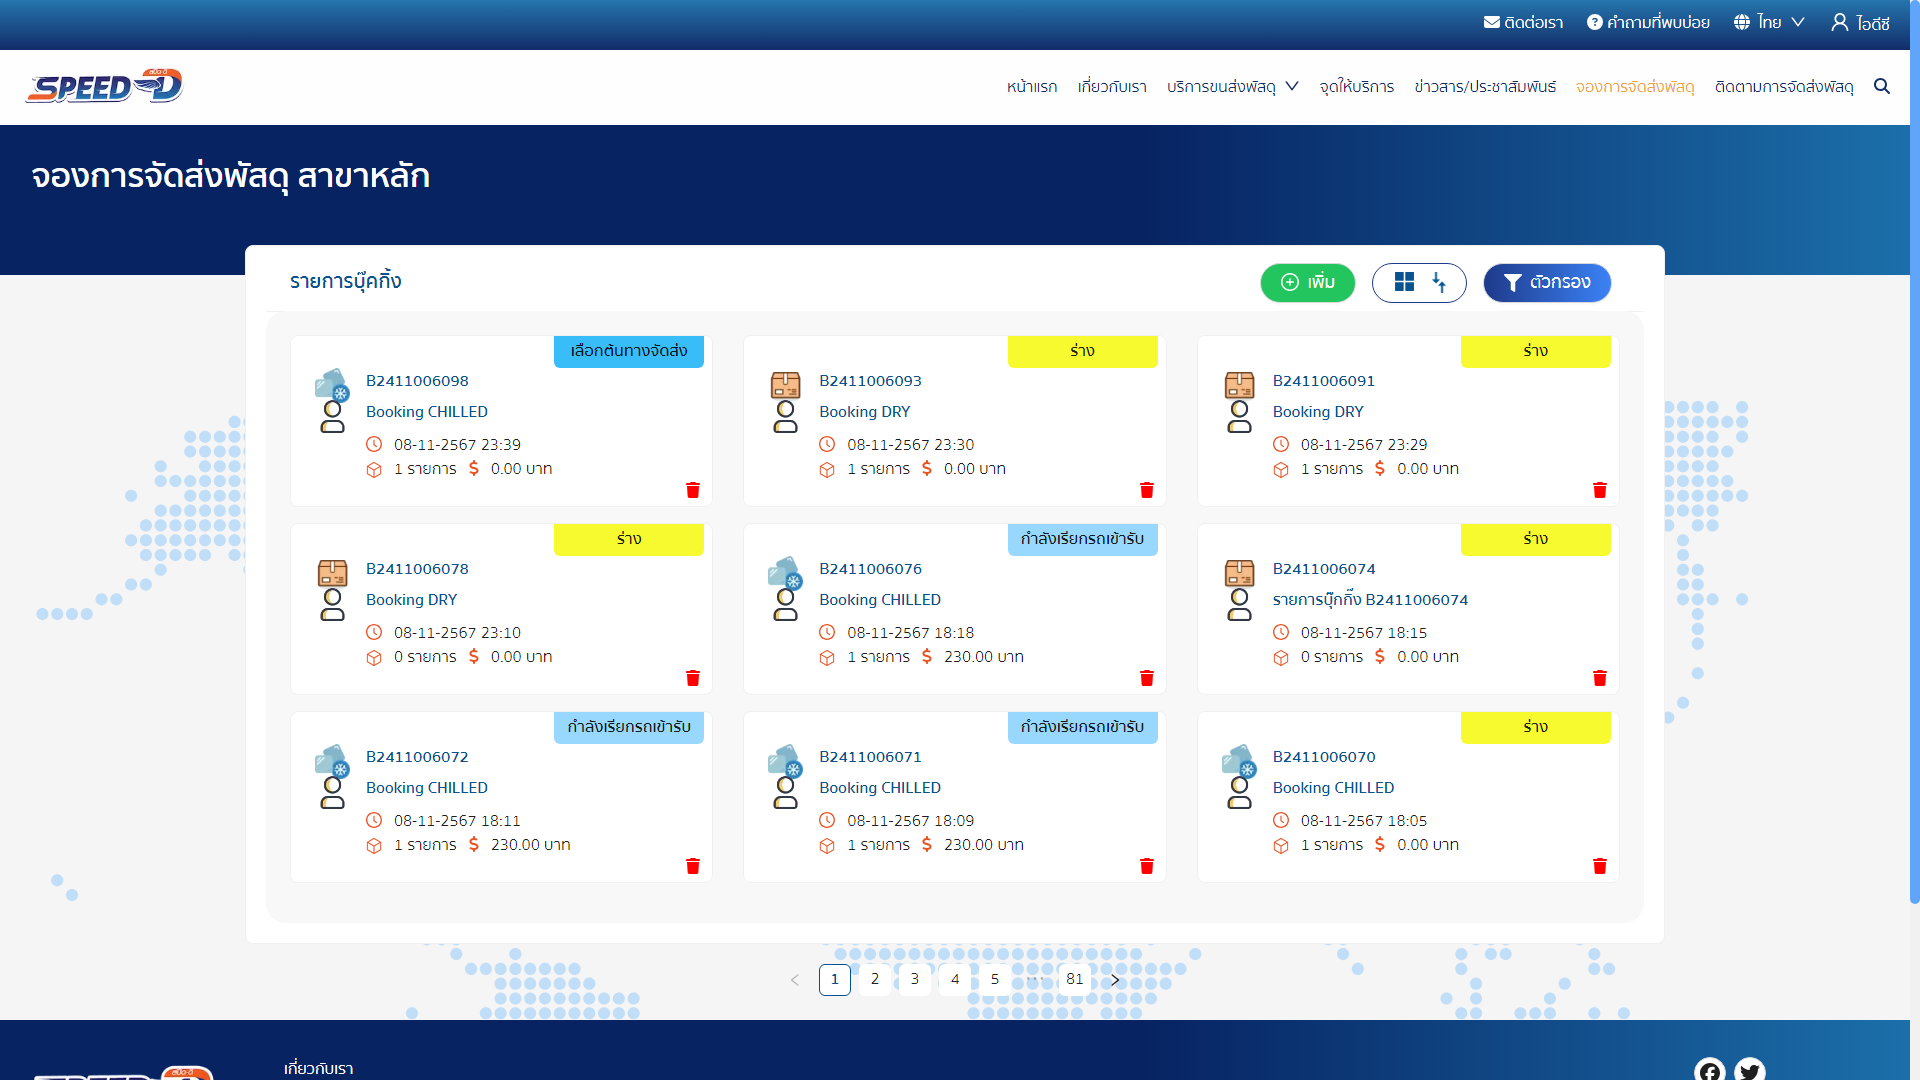 ติดต่อเรา คำถามที่พบบ่อย ไทย ไอดีซี
SPEED-D สปีด-ดี
หน้าแรก เกี่ยวกับเรา บริการขนส่งพัสดุ จุดให้บริการ ข่าวสาร/ประชาสัมพันธ์ จองการจัดส่งพัสดุ ติดตามการจัดส่งพัสดุ
จองการจัดส่งพัสดุ สาขาหลัก
รายการบุ๊คกิ้ง
เพิ่ม
ตัวกรอง
เลือกต้นทางจัดส่ง
B2411006098
Booking CHILLED
08-11-2567 23:39
1 รายการ $ 0.00 บาท
ร่าง
B2411006093
Booking DRY
08-11-2567 23:30
1 รายการ $ 0.00 บาท
ร่าง
B2411006091
Booking DRY
08-11-2567 23:29
1 รายการ $ 0.00 บาท
ร่าง
B2411006078
Booking DRY
08-11-2567 23:10
0 รายการ $ 0.00 บาท
กำลังเรียกรถเข้ารับ
B2411006076
Booking CHILLED
08-11-2567 18:18
1 รายการ $ 230.00 บาท
ร่าง
B2411006074
รายการบุ๊กกิ๊ง B2411006074
08-11-2567 18:15
0 รายการ $ 0.00 บาท
กำลังเรียกรถเข้ารับ
B2411006072
Booking CHILLED
08-11-2567 18:11
1 รายการ $ 230.00 บาท
กำลังเรียกรถเข้ารับ
B2411006071
Booking CHILLED
08-11-2567 18:09
1 รายการ $ 230.00 บาท
ร่าง
B2411006070
Booking CHILLED
08-11-2567 18:05
1 รายการ $ 0.00 บาท
1 2 3 4 5 ••• 81
เกี่ยวกับเรา